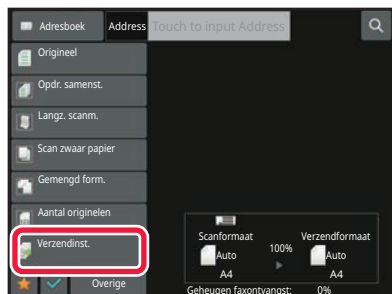 Adresboek Address Touch to input Address
Origineel
Opdr. samenst.
Langz. scanm.
Scan zwaar papier
Gemengd form.
Aantal originelen
Verzendinst.
Overige
Scanformaat Verzendformaat
100%
Auto Auto
A4 A4
Geheugen faxontvangst: 0%